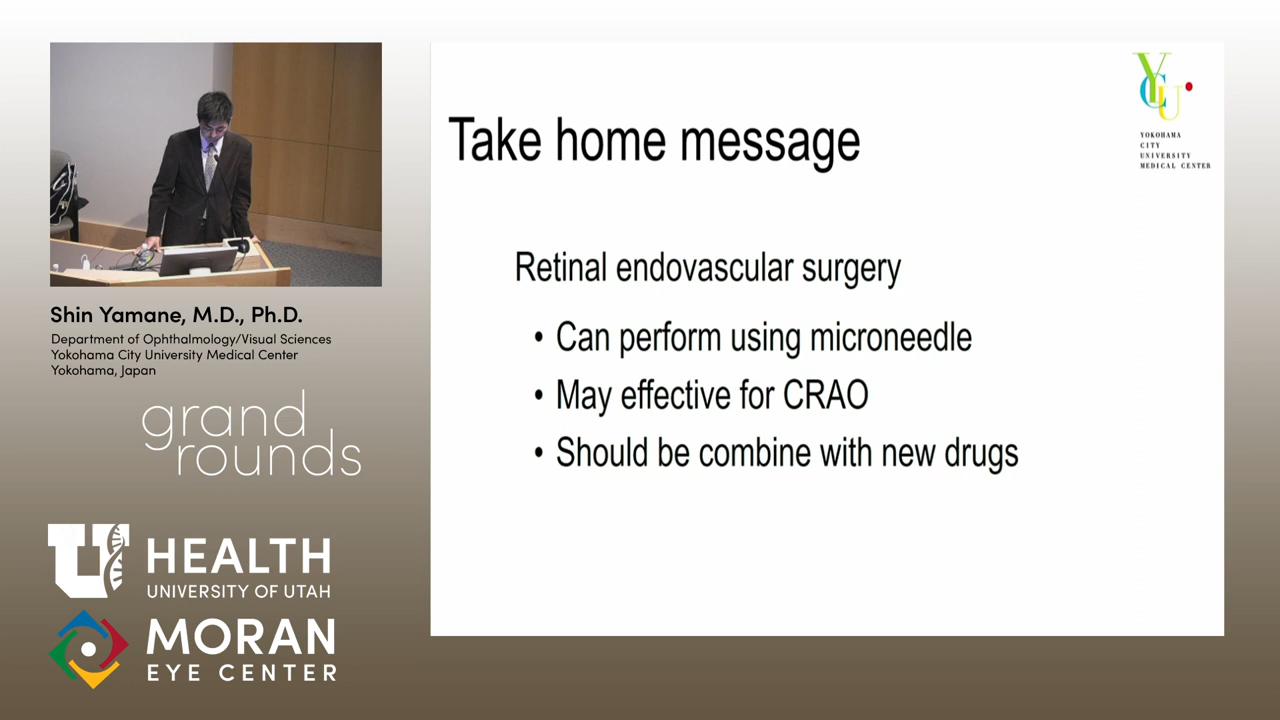 Shin Yamane, M.D., Ph.D.
Department of Ophthalmology/Visual Sciences
Yokohama City University Medical Center
Yokohama, Japan
grand
rounds
U HEALTH
UNIVERSITY OF UTAH
MORAN
EYE CENTER
YCU
YOKOHAMA
CITY
UNIVERSITY
MEDICAL CENTER
Take home message
Retinal endovascular surgery
• Can perform using microneedle
• May effective for CRAO
• Should be combine with new drugs